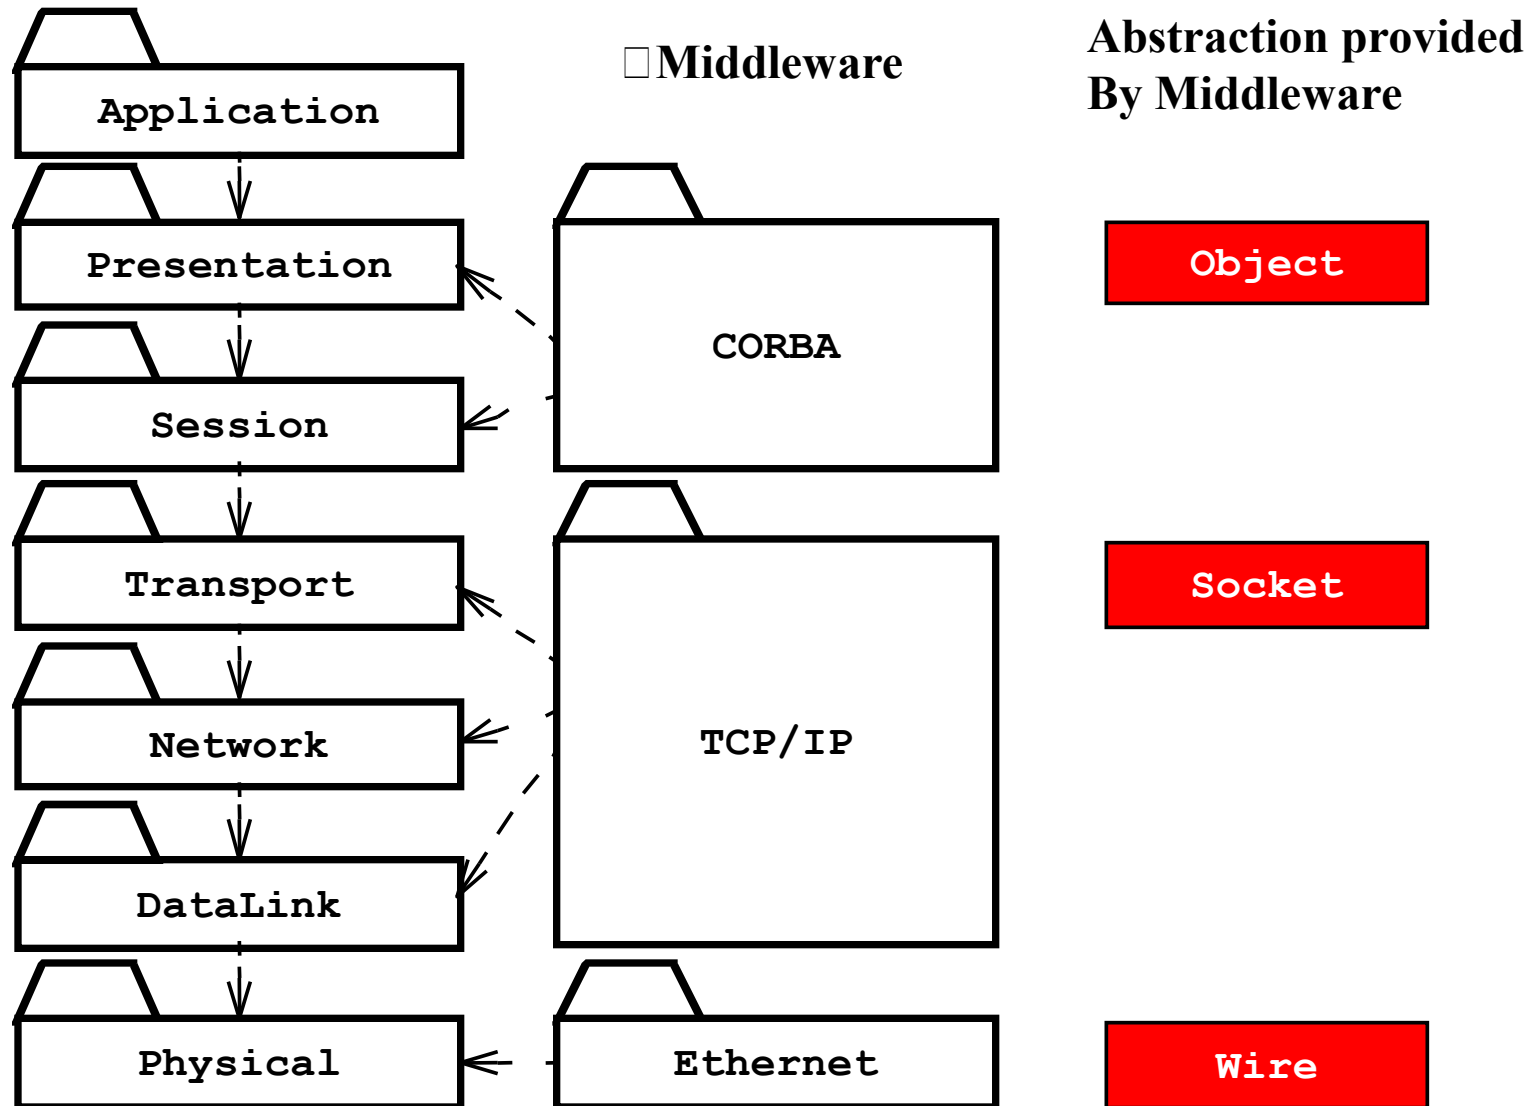 Middleware
Abstraction provided
By Middleware
Application
Presentation
Object
CORBA
Session
Transport
Socket
Network
TCP/IP
DataLink
Physical
Ethernet
Wire